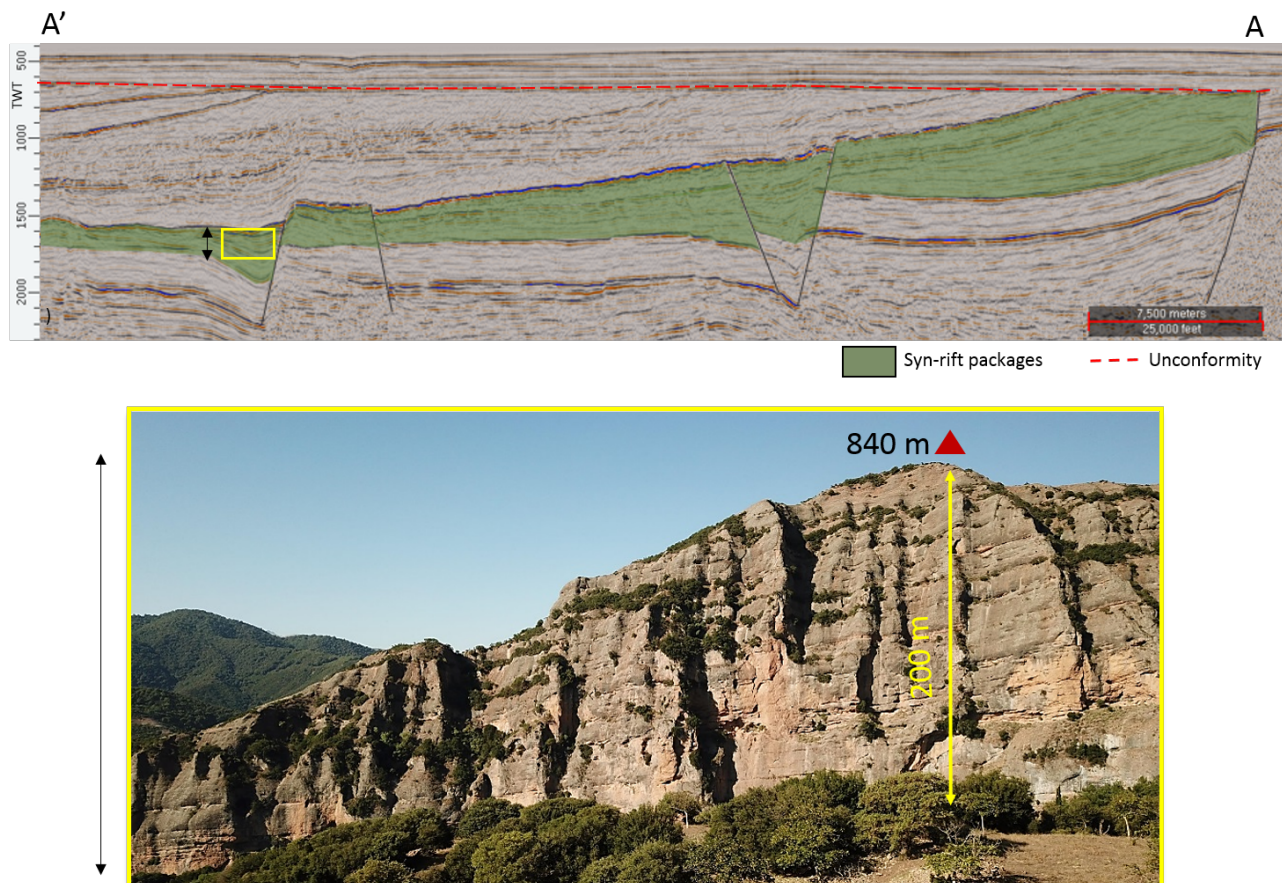 A’
A
500
TWT
1000
1500
2000
)
7,500 meters
25,000 feet
Syn-rift packages
Unconformity
840 m
200 m